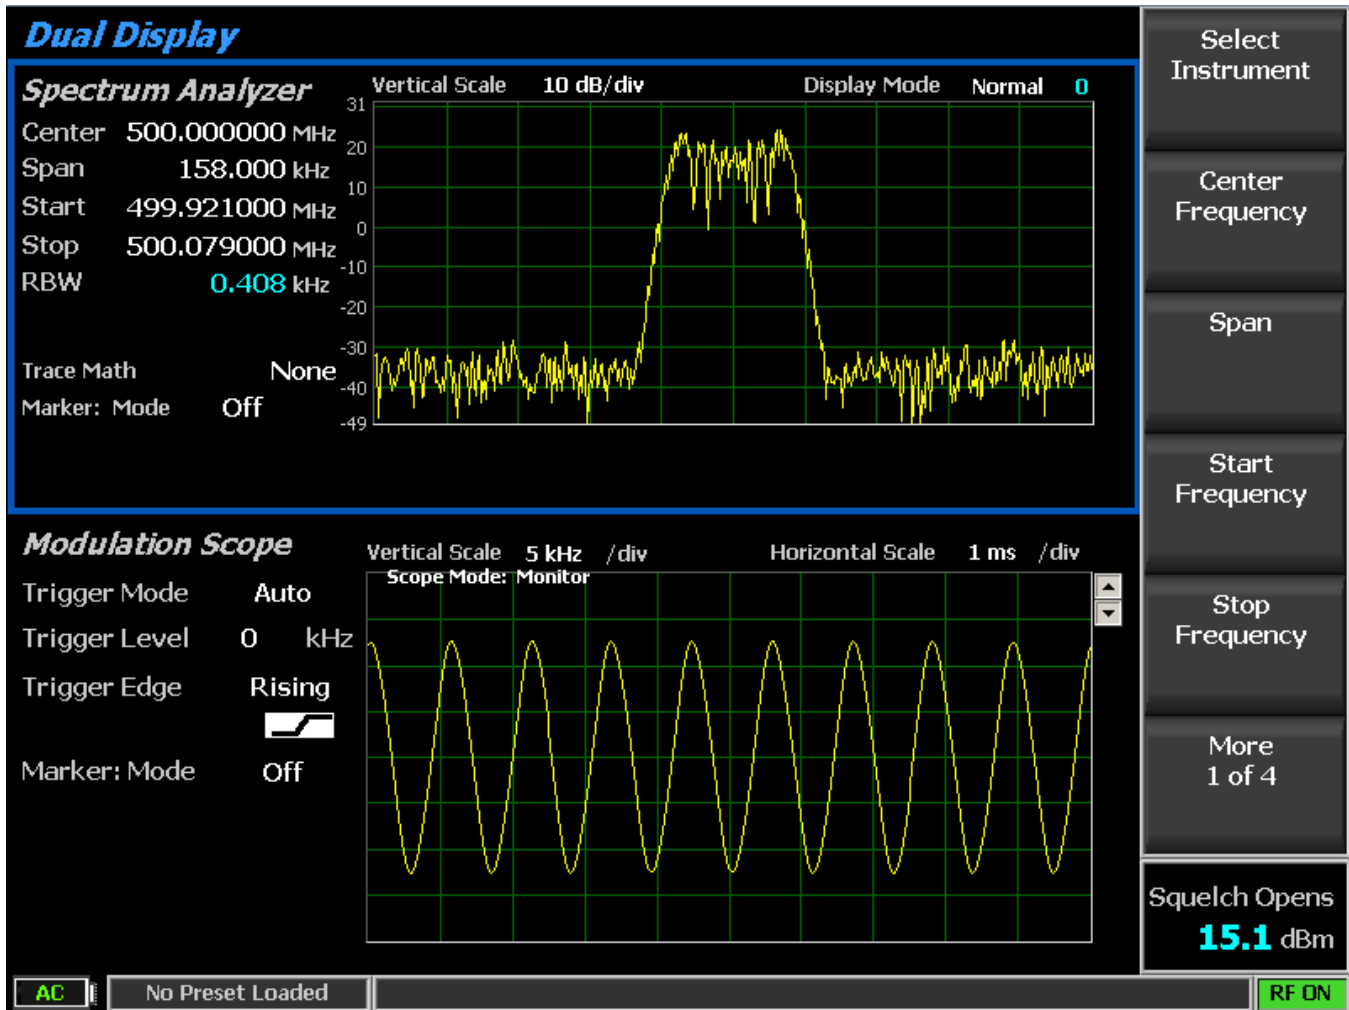 Dual Display
Spectrum Analyzer
Vertical Scale 10 dB/div Display Mode Normal 0
Center 500.000000 MHz
Span 158.000 kHz
Start 499.921000 MHz
Stop 500.079000 MHz
RBW 0.408 kHz
Trace Math None
Marker: Mode Off
31
20
10
0
-10
-20
-30
-40
-49
Modulation Scope
Vertical Scale 5 kHz /div Horizontal Scale 1 ms /div
Scope Mode: Monitor
Trigger Mode Auto
Trigger Level 0 kHz
Trigger Edge Rising
Marker: Mode Off
Select
Instrument
Center
Frequency
Span
Start
Frequency
Stop
Frequency
More
1 of 4
Squelch Opens
15.1 dBm
AC No Preset Loaded RF ON